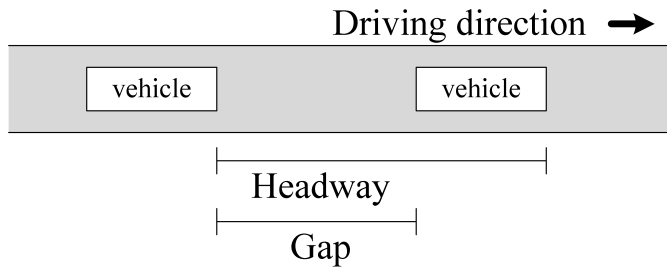 Driving direction
vehicle
vehicle
Headway
Gap